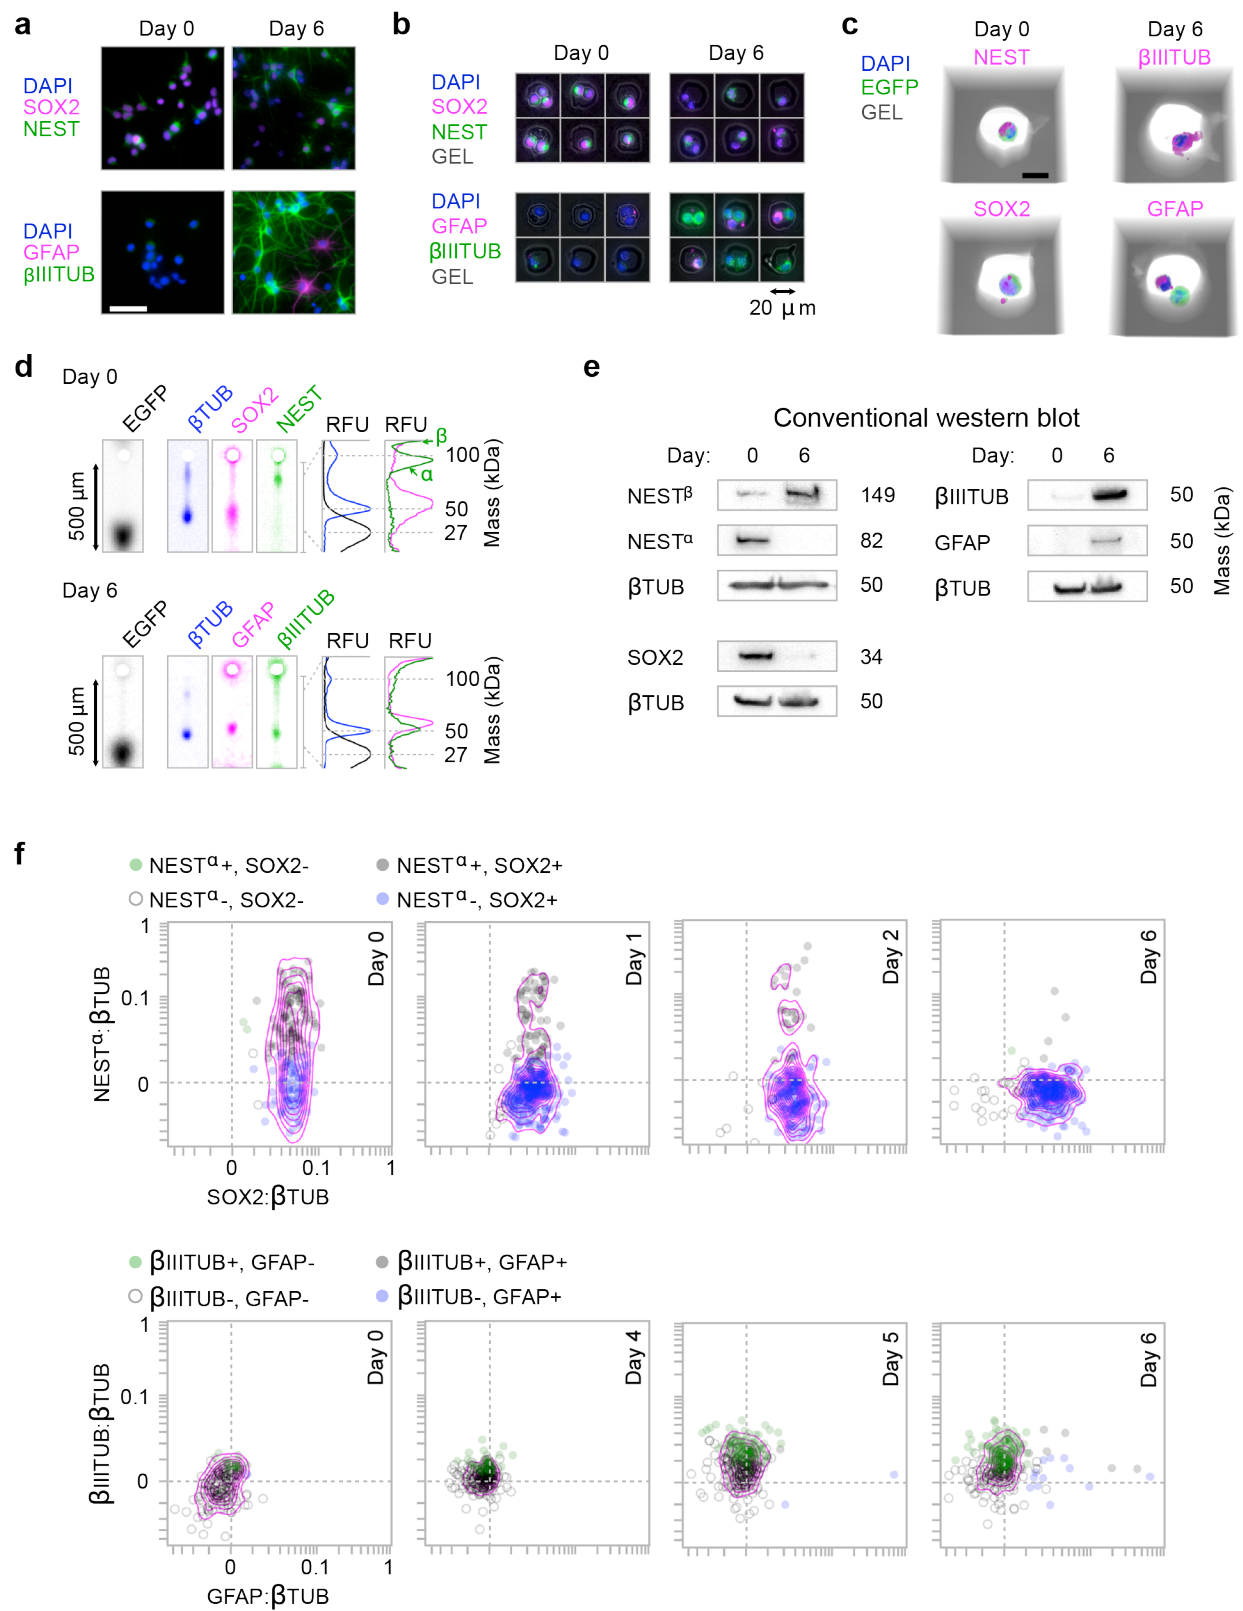 a
Day 0
Day 6
DAPI
SOX2
NEST
DAPI
GFAP
βIIITUB
b
Day 0
Day 6
DAPI
SOX2
NEST
GEL
DAPI
GFAP
βIIITUB
GEL
20 μm
c
Day 0
Day 6
DAPI
EGFP
GEL
NEST
βIIITUB
SOX2
GFAP
d
Day 0
EGFP
βTUB
SOX2
NEST
RFU
RFU
β
α
100
50
27
Mass (kDa)
500 μm
Day 6
EGFP
βTUB
GFAP
βIIITUB
RFU
RFU
100
50
27
Mass (kDa)
500 μm
e
Conventional western blot
Day: 0 6
NESTβ 149
NESTα 82
βTUB 50
SOX2 34
βTUB 50
Day: 0 6
βIIITUB 50
GFAP 50
βTUB 50
Mass (kDa)
f
NESTα+, SOX2-
NESTα+, SOX2+
NESTα-, SOX2-
NESTα-, SOX2+
NESTα:βTUB
1
0.1
0
Day 0
Day 1
Day 2
Day 6
0 0.1 1
SOX2:βTUB
βIIITUB+, GFAP-
βIIITUB+, GFAP+
βIIITUB-, GFAP-
βIIITUB-, GFAP+
βIIITUB:βTUB
1
0.1
0
Day 0
Day 4
Day 5
Day 6
0 0.1 1
GFAP:βTUB